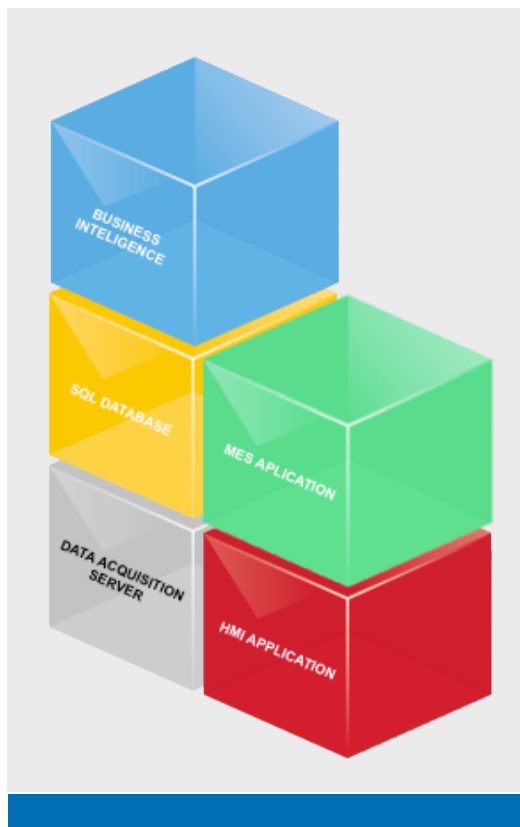 BUSINESS
INTELIGENCE
SQL DATABASE
MES APLICATION
DATA ACQUISITION
SERVER
HMI APPLICATION